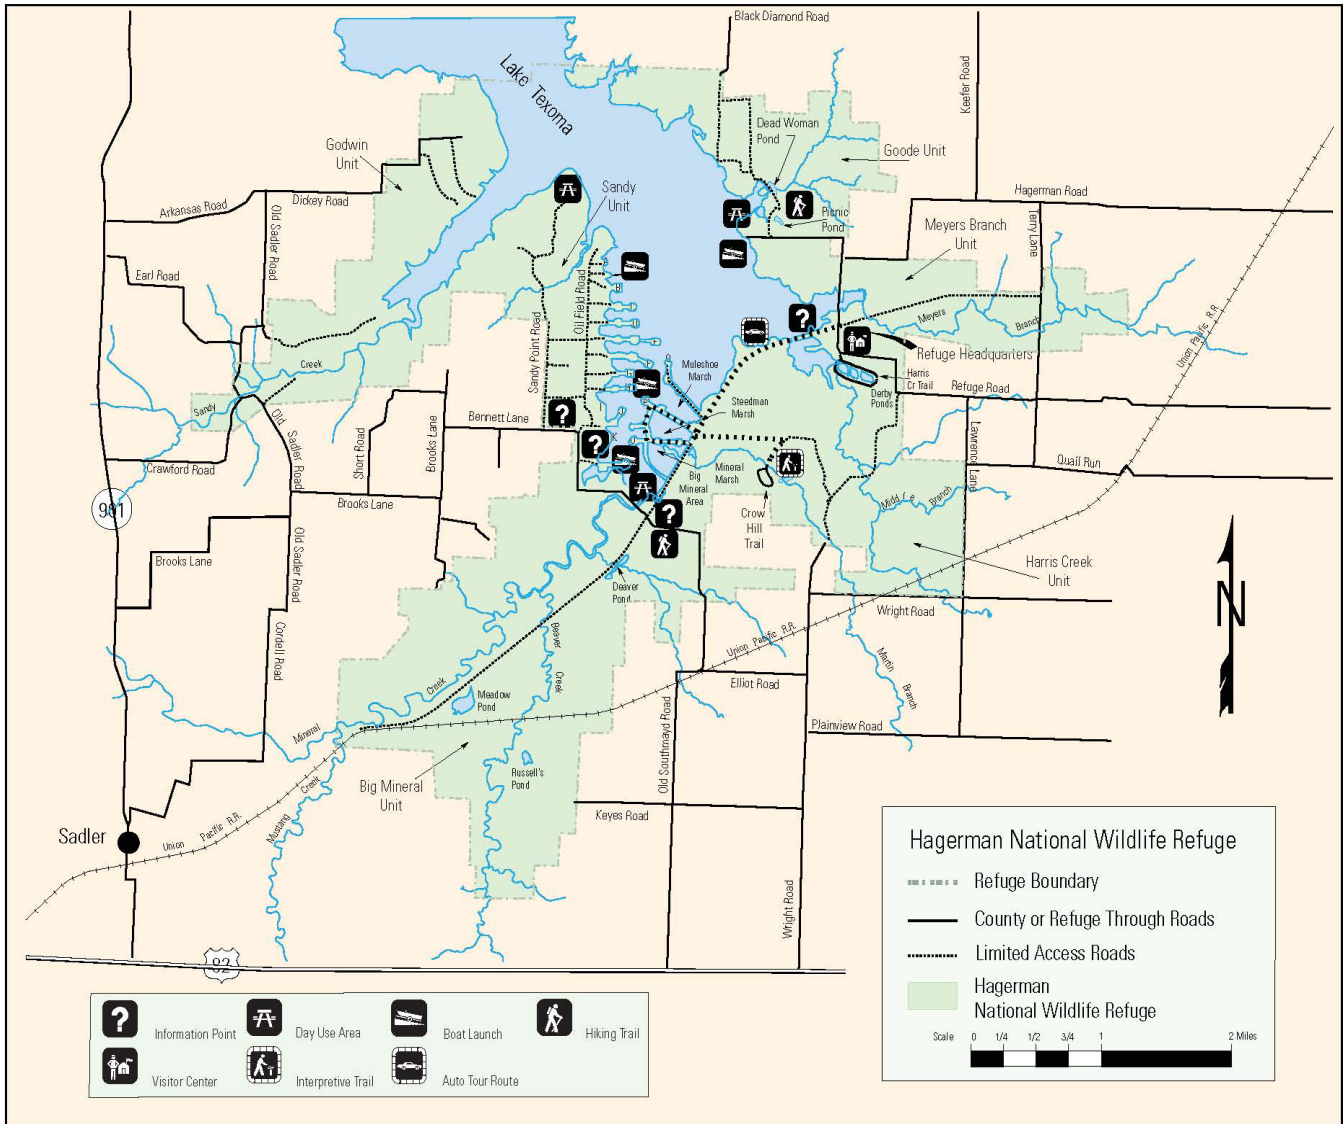 Black Diamond Road
Keefer Road
Lake Texoma
Dead Woman
Pond
Goode Unit
Godwin
Unit
Sandy
Unit
Hagerman Road
Arkansas Road
Dickey Road
Old Sadler Road
Picnic
Pond
Meyers Branch
Unit
Terry Lane
Earl Road
Oil Field Road
Sandy Point Road
Meyers
Branch
Union Pacific R.R.
Refuge Headquarters
Muleshoe
Marsh
Harris
Cr Trail
Refuge Road
Derby
Ponds
Creek
Sandy
Steedman
Marsh
Bennett Lane
Old Sadler Road
Short Road
Brooks Lane
Lawrence Lane
Crawford Road
Quail Run
Mineral
Marsh
Big
Mineral
Area
Middle Branch
901
Brooks Lane
Crow
Hill
Trail
Old Sadler Road
Brooks Lane
Harris Creek
Unit
Deaver
Pond
Wright Road
N
Cordell Road
Beaver
Creek
Union Pacific R.R.
Martin
Branch
Elliot Road
Creek
Mineral
Meadow
Pond
Plainview Road
Old Southmayd Road
Russell's
Pond
Big Mineral
Unit
Creek
Mustang
Keyes Road
Sadler
Union Pacific R.R.
Wright Road
82
Hagerman National Wildlife Refuge
Refuge Boundary
County or Refuge Through Roads
Limited Access Roads
Hagerman
National Wildlife Refuge
Scale 0 1/4 1/2 3/4 1 2 Miles
? Information Point
Day Use Area
Boat Launch
Hiking Trail
Visitor Center
Interpretive Trail
Auto Tour Route